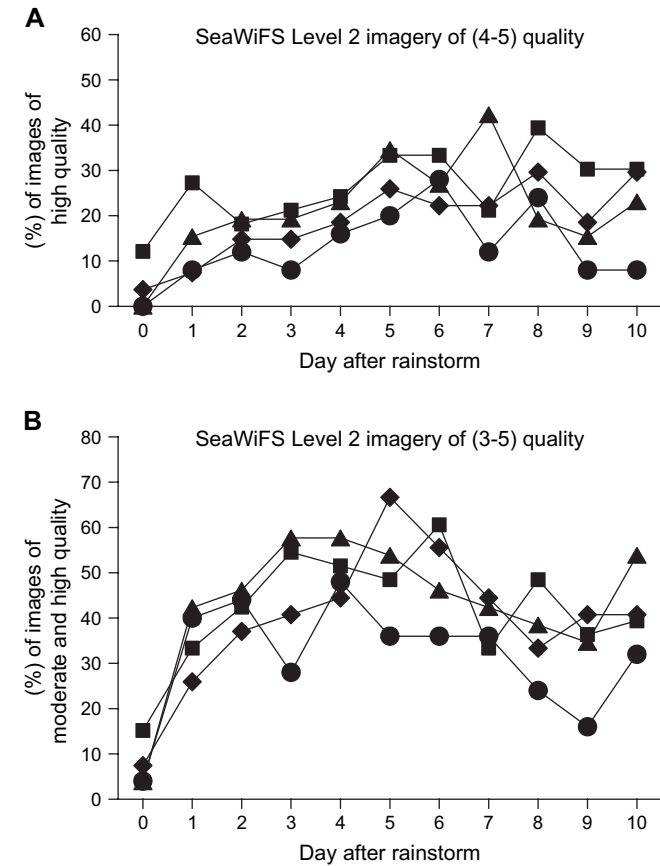 A
SeaWiFS Level 2 imagery of (4-5) quality
(%) of images of
high quality
60
50
40
30
20
10
0
0 1 2 3 4 5 6 7 8 9 10
Day after rainstorm
B
SeaWiFS Level 2 imagery of (3-5) quality
(%) of images of
moderate and high quality
80
70
60
50
40
30
20
10
0
0 1 2 3 4 5 6 7 8 9 10
Day after rainstorm